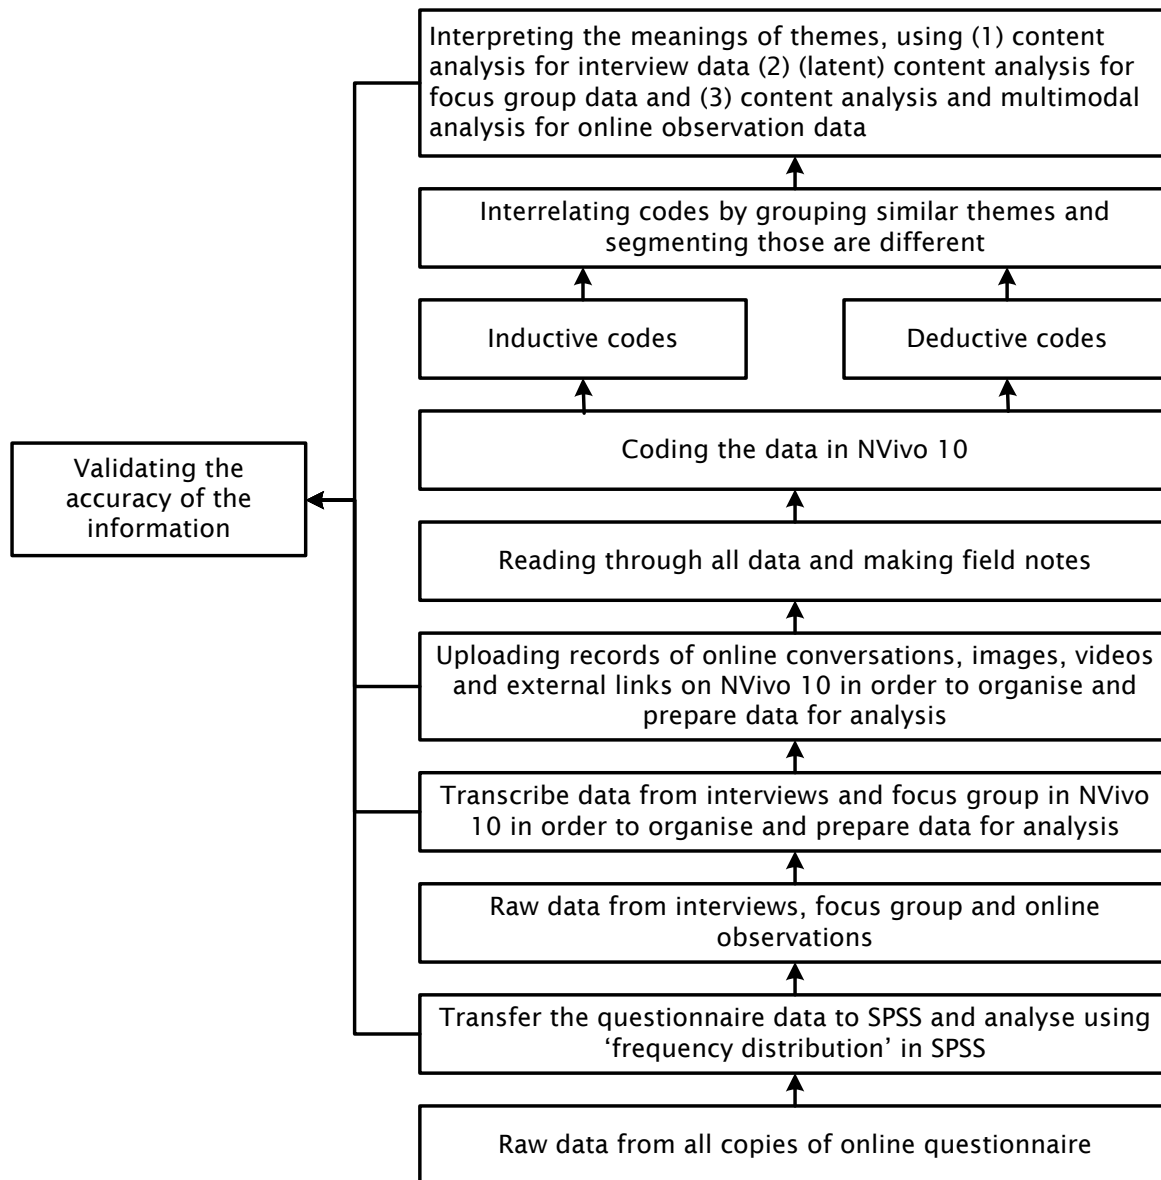 Interpreting the meanings of themes, using (1) content
analysis for interview data (2) (latent) content analysis for
focus group data and (3) content analysis and multimodal
analysis for online observation data
Interrelating codes by grouping similar themes and
segmenting those are different
Inductive codes
Deductive codes
Coding the data in NVivo 10
Validating the
accuracy of the
information
Reading through all data and making field notes
Uploading records of online conversations, images, videos
and external links on NVivo 10 in order to organise and
prepare data for analysis
Transcribe data from interviews and focus group in NVivo
10 in order to organise and prepare data for analysis
Raw data from interviews, focus group and online
observations
Transfer the questionnaire data to SPSS and analyse using
‘frequency distribution’ in SPSS
Raw data from all copies of online questionnaire